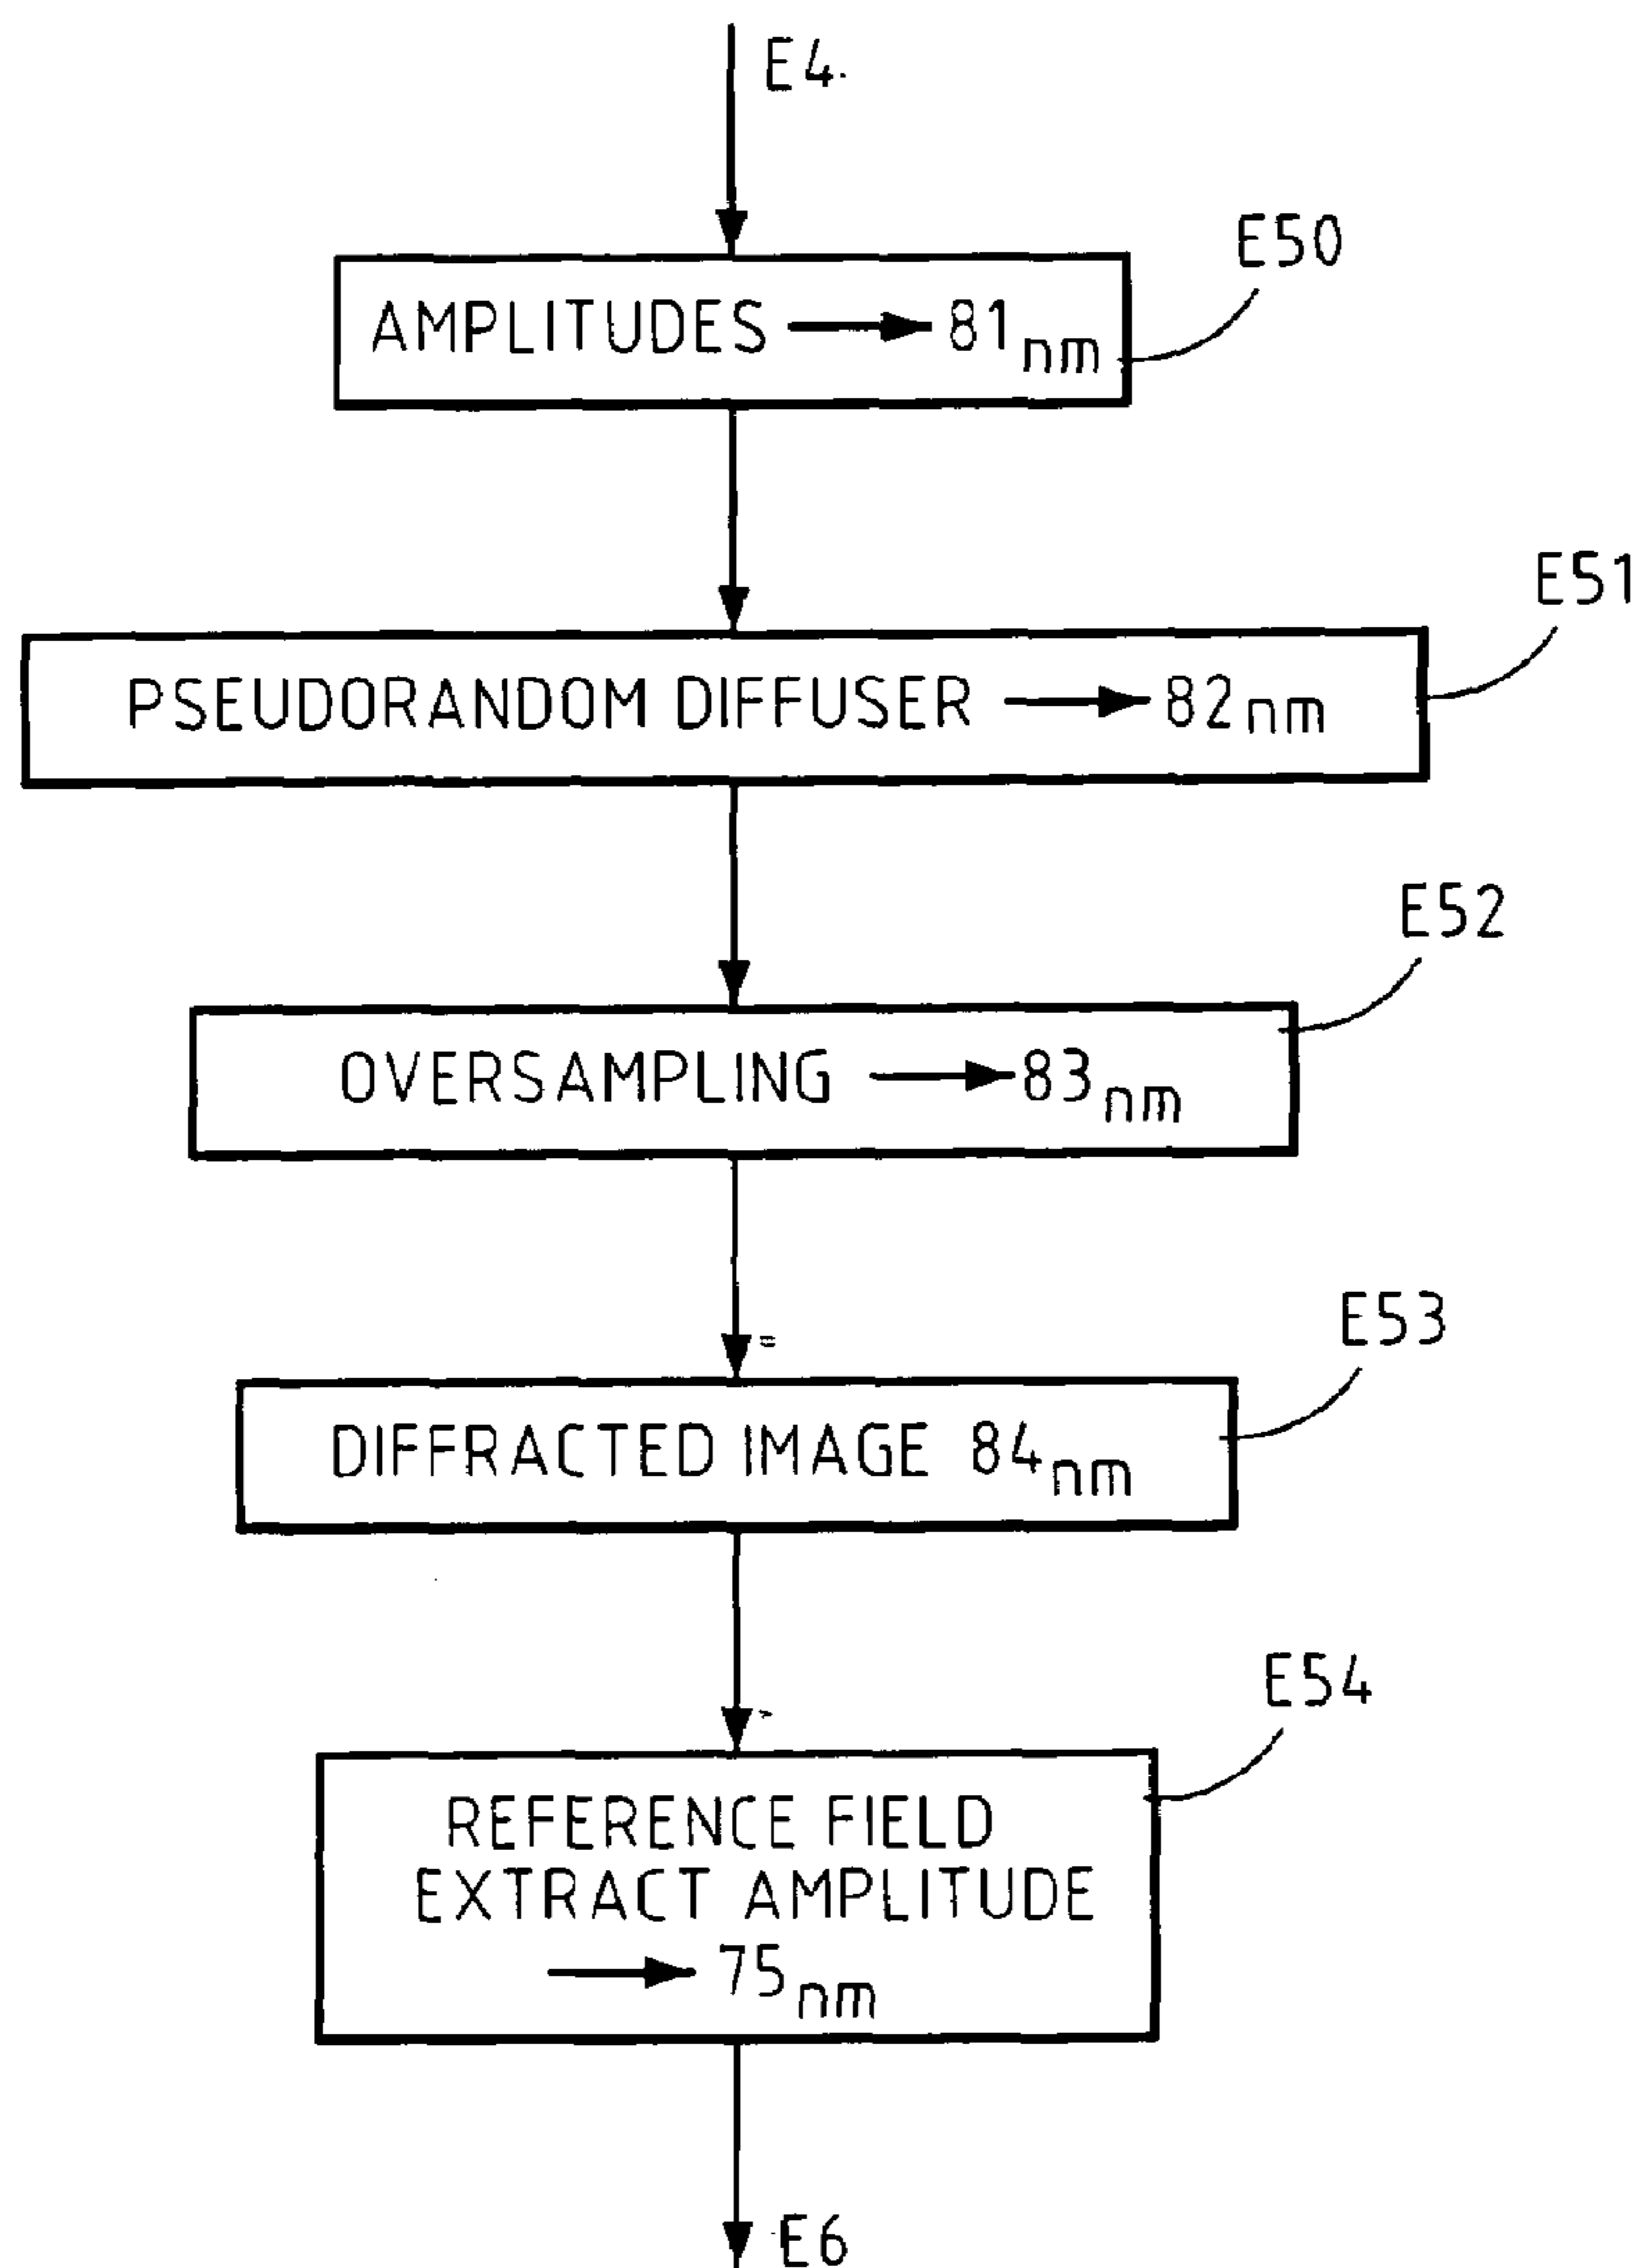 E4
E50
AMPLITUDES → 81nm
E51
PSEUDORANDOM DIFFUSER → 82nm
E52
OVERSAMPLING → 83nm
E53
DIFFRACTED IMAGE 84nm
E54
REFERENCE FIELD
EXTRACT AMPLITUDE
→ 75nm
E6